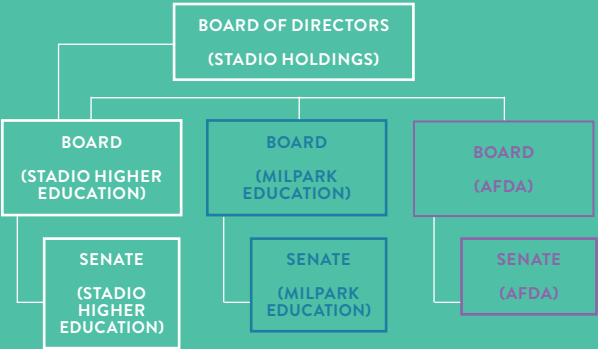 BOARD OF DIRECTORS
(STADIO HOLDINGS)
BOARD
(STADIO HIGHER
EDUCATION)
BOARD
(MILPARK
EDUCATION)
BOARD
(AFDA)
SENATE
(STADIO
HIGHER
EDUCATION)
SENATE
(MILPARK
EDUCATION)
SENATE
(AFDA)